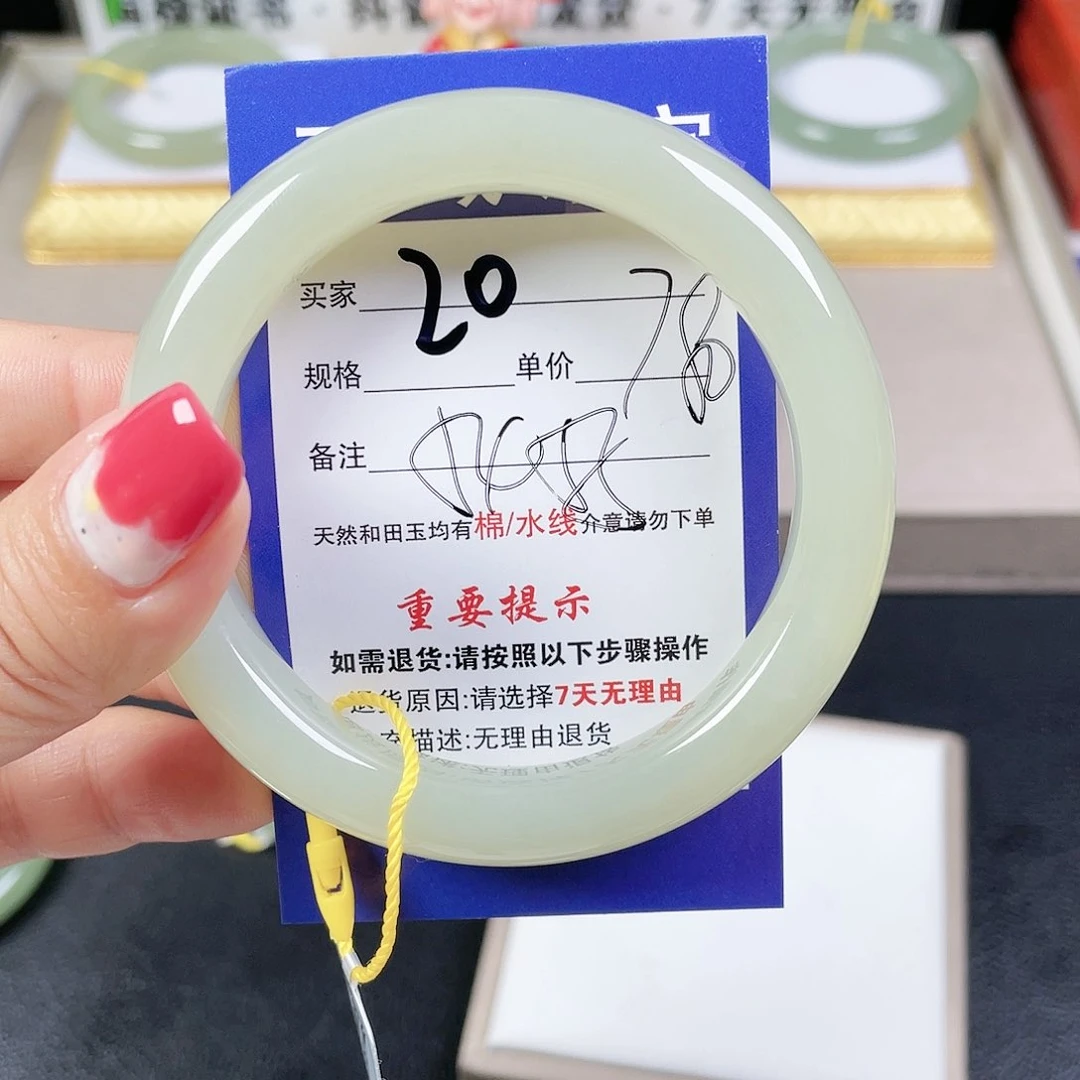 买家 20
规格 单价 78
备注
天然和田玉均有棉/水线介意请勿下单
重要提示
如需退货:请按照以下步骤操作
退货原因:请选择7天无理由
充描述:无理由退货